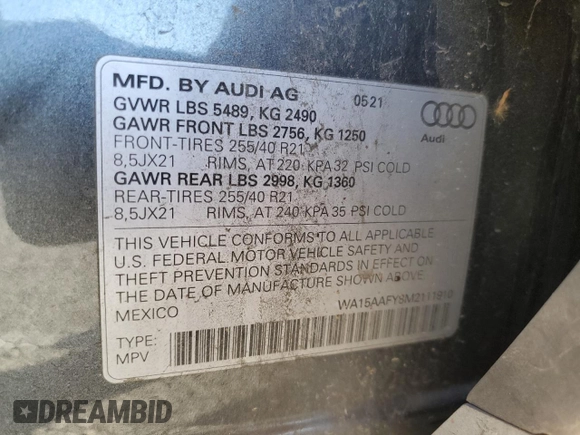 MFD. BY AUDI AG 05 21
GVWR LBS 5489, KG 2490
GAWR FRONT LBS 2756, KG 1250
FRONT-TIRES 255/40 R21
8,5JX21 RIMS, AT 220 KPA 32 PSI COLD
GAWR REAR LBS 2998, KG 1360
REAR-TIRES 255/40 R21
8,5JX21 RIMS, AT 240 KPA 35 PSI COLD
Audi
THIS VEHICLE CONFORMS TO ALL APPLICABLE
U.S. FEDERAL MOTOR VEHICLE SAFETY AND
THEFT PREVENTION STANDARDS IN EFFECT ON
THE DATE OF MANUFACTURE SHOWN ABOVE
MEXICO
TYPE:
MPV
DREAMBID